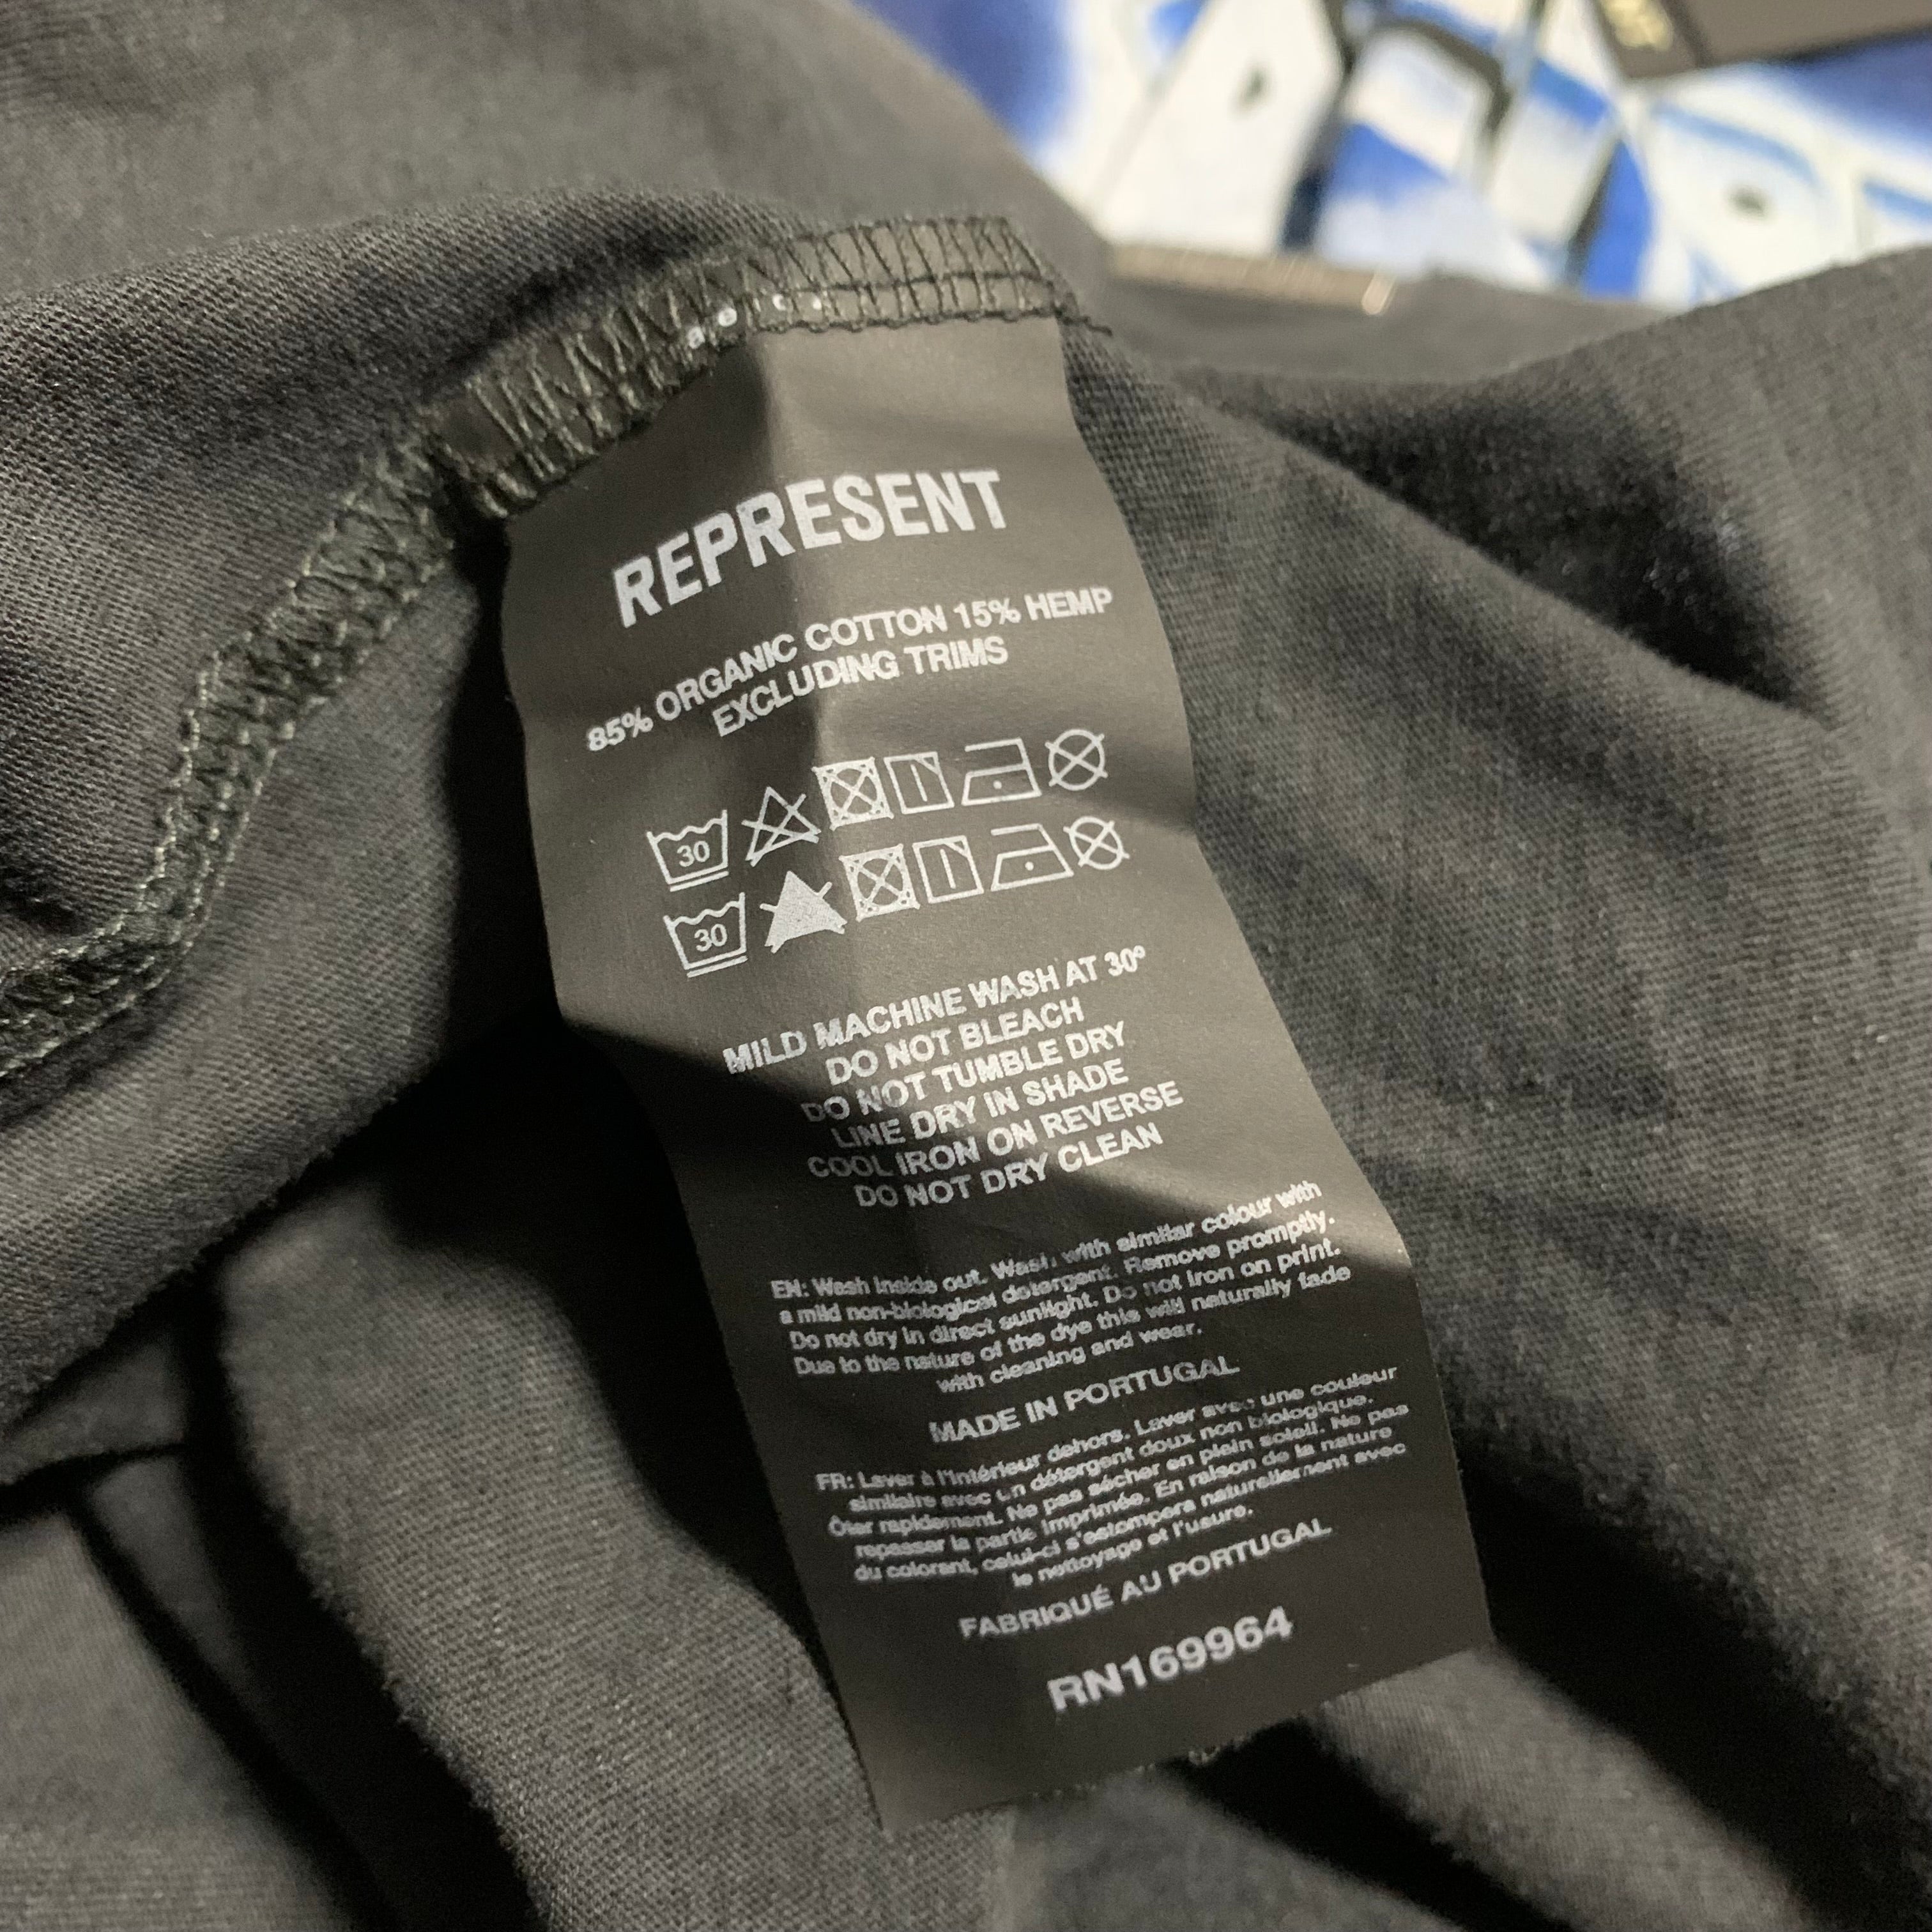 REPRESENT
85% ORGANIC COTTON 15% HEMP
EXCLUDING TRIMS
30
30
MILD MACHINE WASH AT 30º
DO NOT BLEACH
DO NOT TUMBLE DRY
LINE DRY IN SHADE
COOL IRON ON REVERSE
DO NOT DRY CLEAN
EN: Wash inside out. Wash with similar colour with
a mild non-biological detergent. Remove promptly.
Do not dry in direct sunlight. Do not iron on print.
Due to the nature of the dye this will naturally fade
with cleaning and wear.
MADE IN PORTUGAL
FR: Laver à l'intérieur dehors. Laver avec une couleur
similaire avec un détergent doux non biologique.
Ôter rapidement. Ne pas sécher en plein soleil. Ne pas
repasser la partie imprimée. En raison de la nature
du colorant, celui-ci s'estompera naturellement avec
le nettoyage et l'usure.
FABRIQUÉ AU PORTUGAL
RN169964